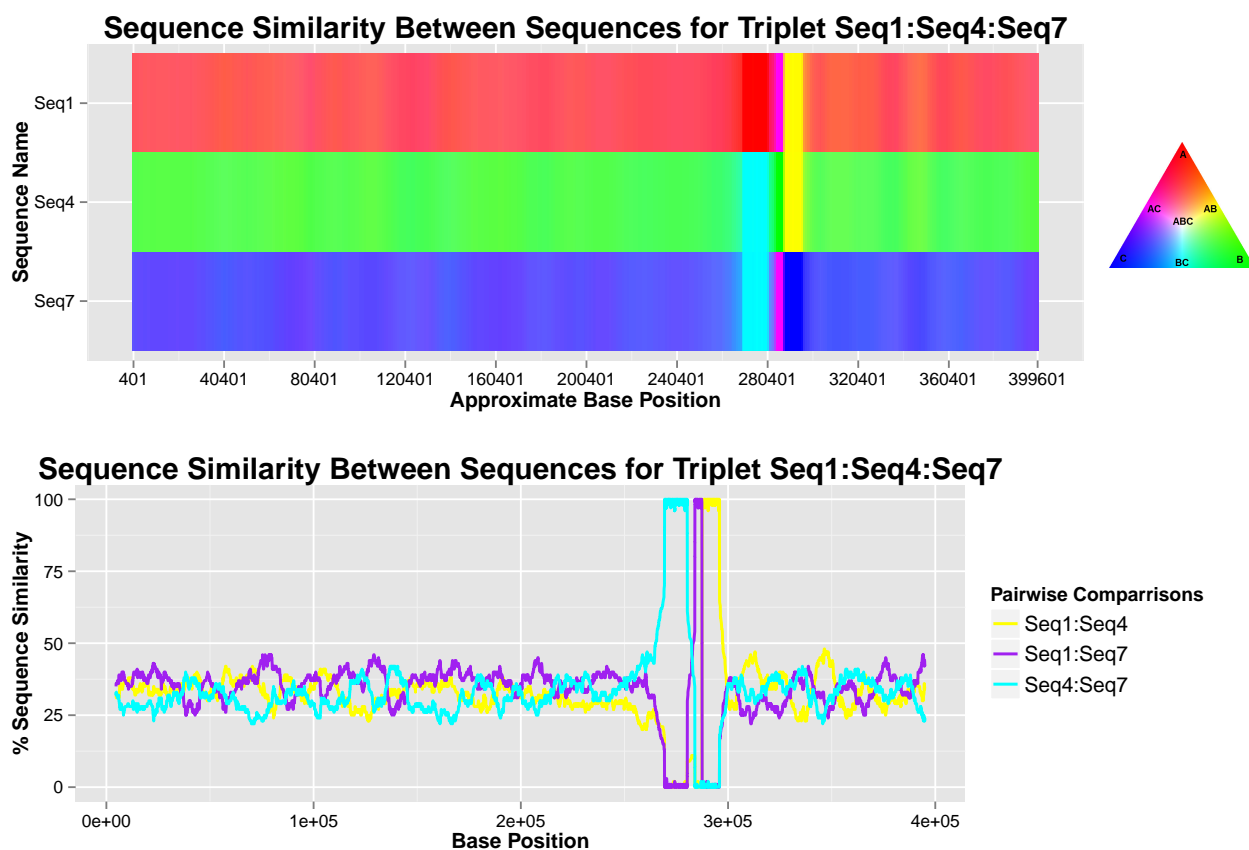 Sequence Similarity Between Sequences for Triplet Seq1:Seq4:Seq7
Sequence Name
Seq1
Seq4
Seq7
401 40401 80401 120401 160401 200401 240401 280401 320401 360401 399601
Approximate Base Position
A
AC AB
ABC
C BC B
Sequence Similarity Between Sequences for Triplet Seq1:Seq4:Seq7
% Sequence Similarity
100
75
50
25
0
0e+00 1e+05 2e+05 3e+05 4e+05
Base Position
Pairwise Comparrisons
Seq1:Seq4
Seq1:Seq7
Seq4:Seq7